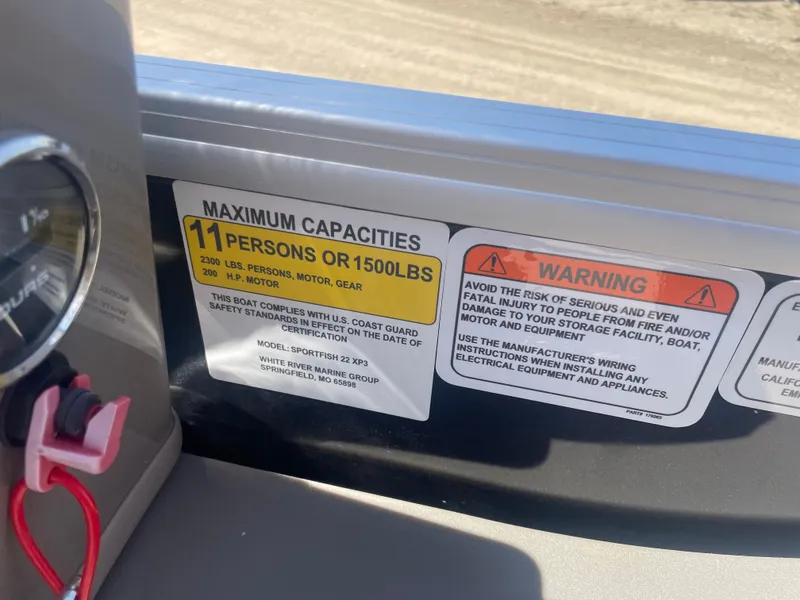 MAXIMUM CAPACITIES
11 PERSONS OR 1500LBS
2300 LBS. PERSONS, MOTOR, GEAR
200 H.P. MOTOR
THIS BOAT COMPLIES WITH U.S. COAST GUARD
SAFETY STANDARDS IN EFFECT ON THE DATE OF
CERTIFICATION
MODEL: SPORTFISH 22 XP3
WHITE RIVER MARINE GROUP
SPRINGFIELD, MO 65898
WARNING
AVOID THE RISK OF SERIOUS AND EVEN
FATAL INJURY TO PEOPLE FROM FIRE AND/OR
DAMAGE TO YOUR STORAGE FACILITY, BOAT,
MOTOR AND EQUIPMENT
USE THE MANUFACTURER'S WIRING
INSTRUCTIONS WHEN INSTALLING ANY
ELECTRICAL EQUIPMENT AND APPLIANCES.
MANUF
CALIFO
EM